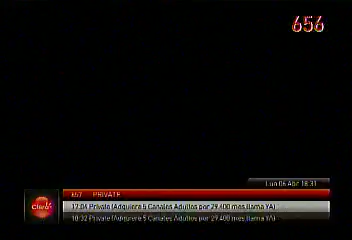 656
Lun 06 Abr 18:31
657 PRIVATE
Claro
17:04 Private (Adquiere 5 Canales Adultos por 29.400 mes,llama YA)
18:32 Private (Adquiere 5 Canales Adultos por 29.400 mes,llama YA)